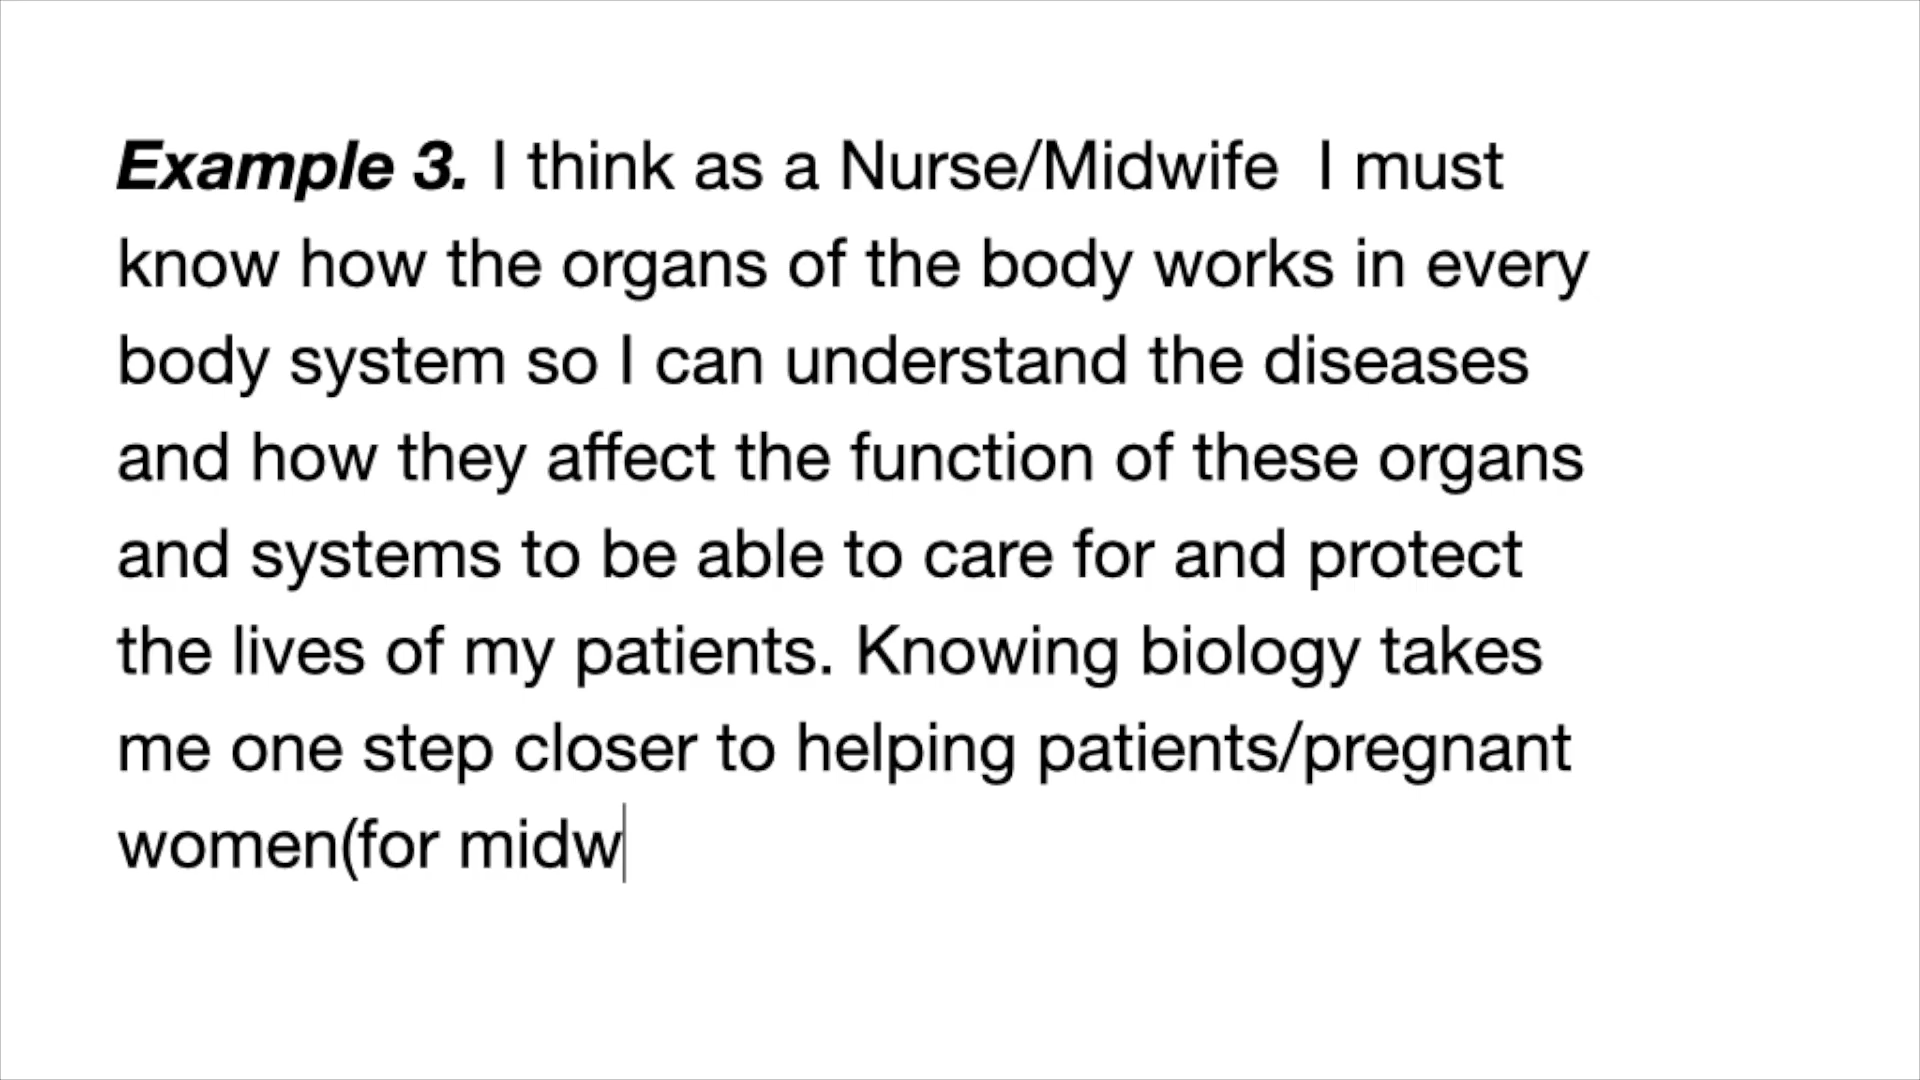 Example 3. I think as a Nurse/Midwife  I must
know how the organs of the body works in every
body system so I can understand the diseases
and how they affect the function of these organs
and systems to be able to care for and protect
the lives of my patients. Knowing biology takes
me one step closer to helping patients/pregnant
women(for midw